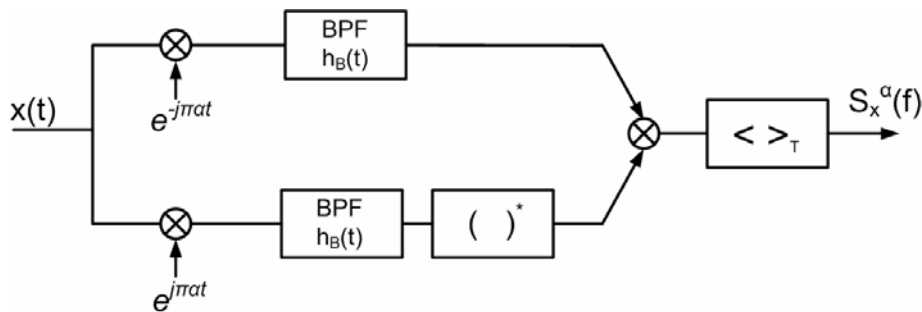 BPF
h_B(t)
x(t)
e^{-jπαt}
S_x^α(f)
< >_T
BPF
h_B(t)
( )^*
e^{jπαt}